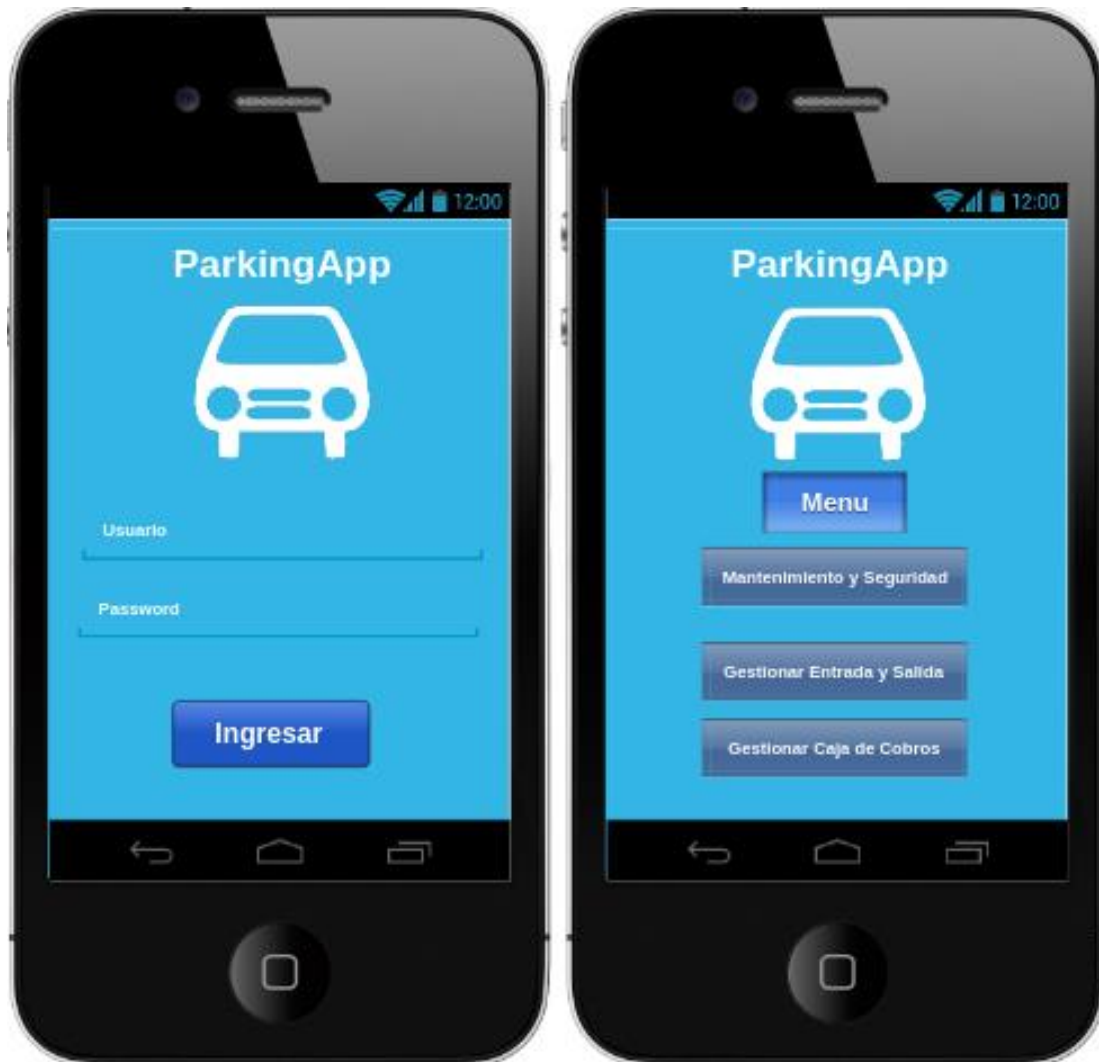 12:00
ParkingApp
Usuario
Password
Ingresar
12:00
ParkingApp
Menu
Mantenimiento y Seguridad
Gestionar Entrada y Salida
Gestionar Caja de Cobros